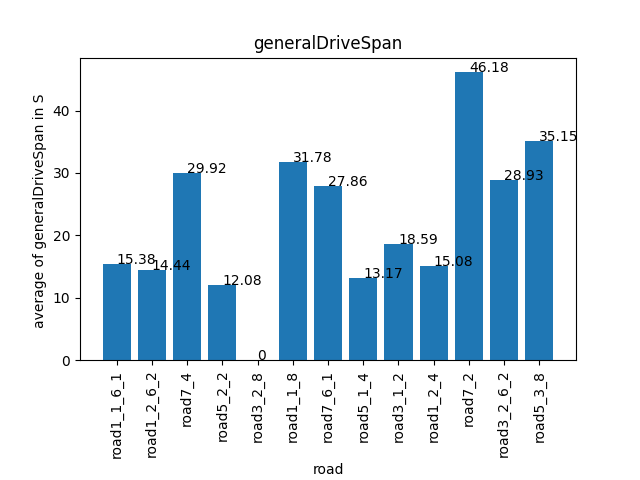 generalDriveSpan
average of generalDriveSpan in S
40
30
20
10
0
15.38
14.44
29.92
12.08
0
31.78
27.86
13.17
18.59
15.08
46.18
28.93
35.15
road1_1_6_1
road1_2_6_2
road7_4
road5_2_2
road3_2_8
road1_1_8
road7_6_1
road5_1_4
road3_1_2
road1_2_4
road7_2
road3_2_6_2
road5_3_8
road